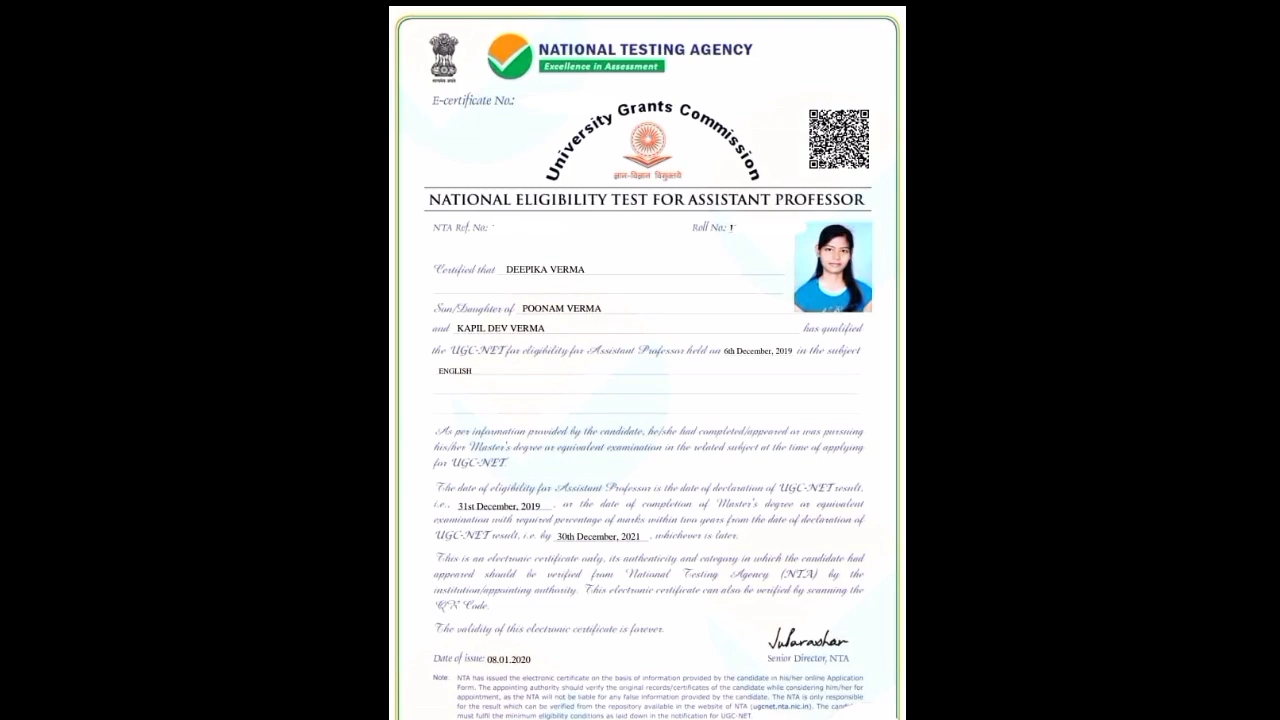 सत्यमेव जयते
NATIONAL TESTING AGENCY
Excellence in Assessment
E-certificate No.:
University Grants Commission
ज्ञान-विज्ञान विमुक्तये
NATIONAL ELIGIBILITY TEST FOR ASSISTANT PROFESSOR
NTA Ref. No.: Roll No.:
Certified that DEEPIKA VERMA
Son/Daughter of POONAM VERMA
and KAPIL DEV VERMA has qualified
the UGC-NET for eligibility for Assistant Professor held on 6th December, 2019 in the subject
ENGLISH
As per information provided by the candidate, he/she had completed/appeared or was pursuing
his/her Master's degree or equivalent examination in the related subject at the time of applying
for UGC-NET.
The date of eligibility for Assistant Professor is the date of declaration of UGC-NET result,
i.e., 31st December, 2019, or the date of completion of Master's degree or equivalent
examination with required percentage of marks within two years from the date of declaration of
UGC-NET result, i.e. by 30th December, 2021, whichever is later.
This is an electronic certificate only, its authenticity and category in which the candidate had
appeared should be verified from National Testing Agency (NTA) by the
institution/appointing authority. This electronic certificate can also be verified by scanning the
QR Code.
The validity of this electronic certificate is forever.
Senior Director, NTA
Date of issue: 08.01.2020
Note: NTA has issued the electronic certificate on the basis of information provided by the candidate in his/her online Application
Form. The appointing authority should verify the original records/certificates of the candidate while considering him/her for
appointment, as the NTA will not be liable for any false information provided by the candidate. The NTA is only responsible
for the result which can be verified from the repository available in the website of NTA (ugcnet.nta.nic.in). The
must fulfil the minimum eligibility conditions as laid down in the notification for UGC-NET.